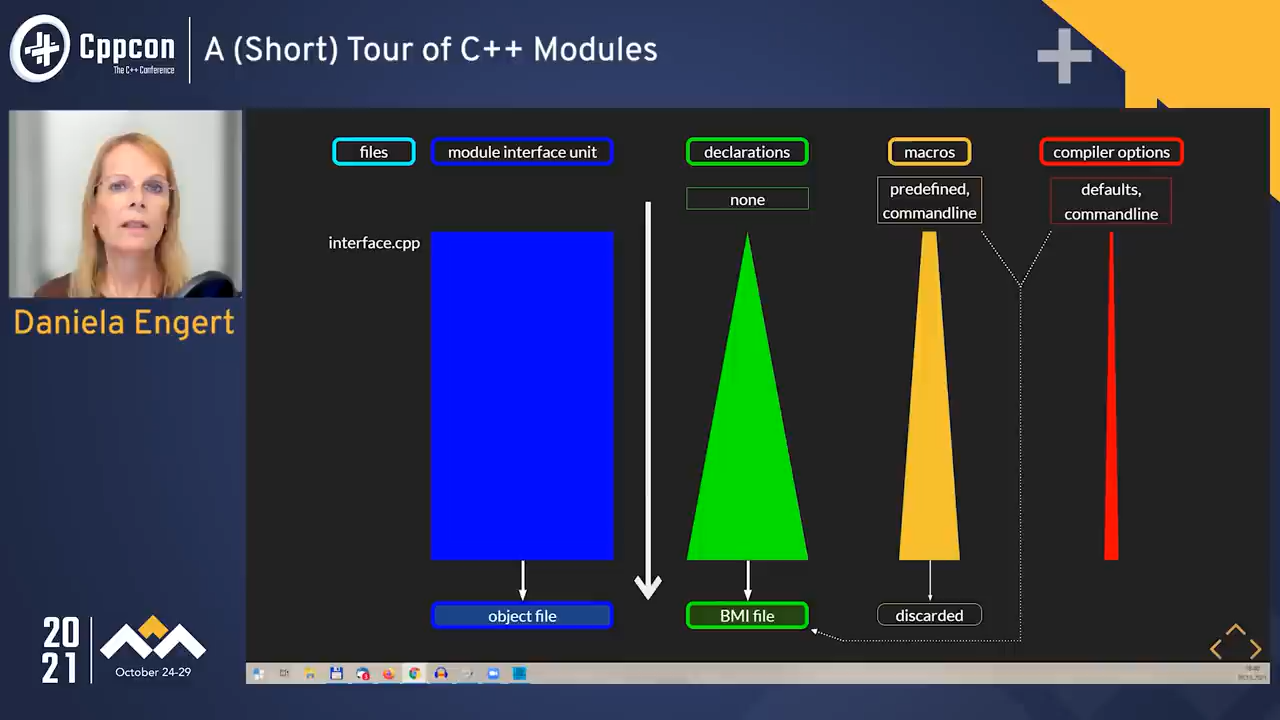 Cppcon
The C++ Conference
A (Short) Tour of C++ Modules
files
module interface unit
declarations
macros
compiler options
none
predefined,
commandline
defaults,
commandline
interface.cpp
Daniela Engert
object file
BMI file
discarded
20
21
October 24-29